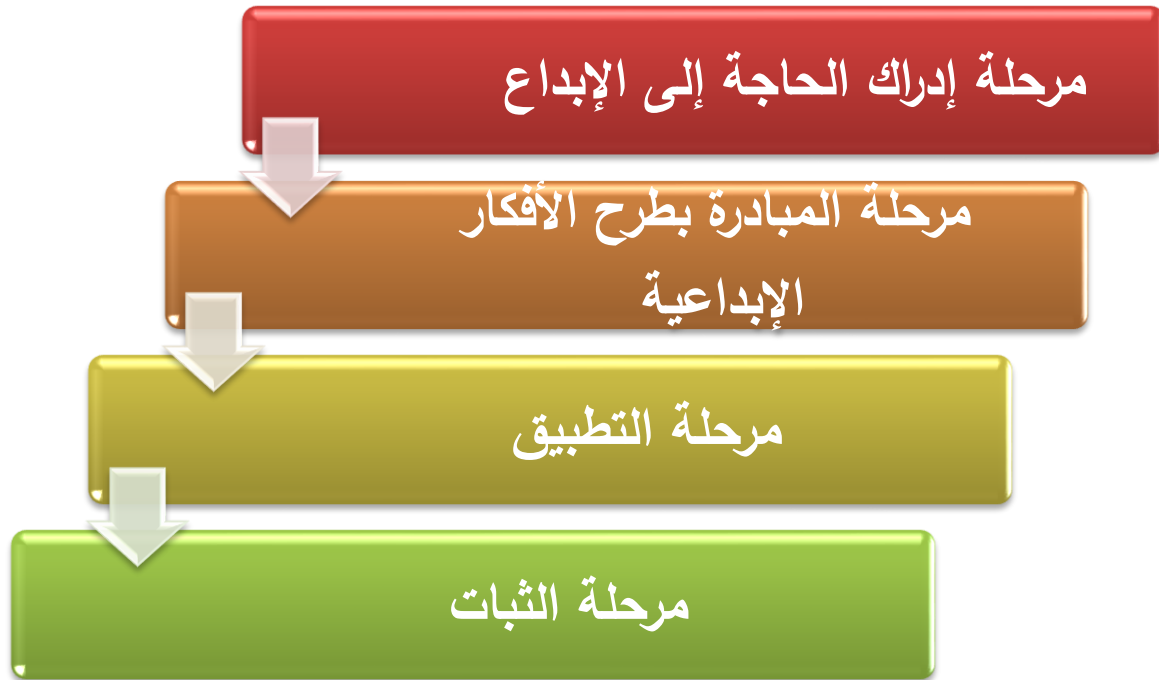 مرحلة إدراك الحاجة إلى الإبداع
مرحلة المبادرة بطرح الأفكار
الإبداعية
مرحلة التطبيق
مرحلة الثبات